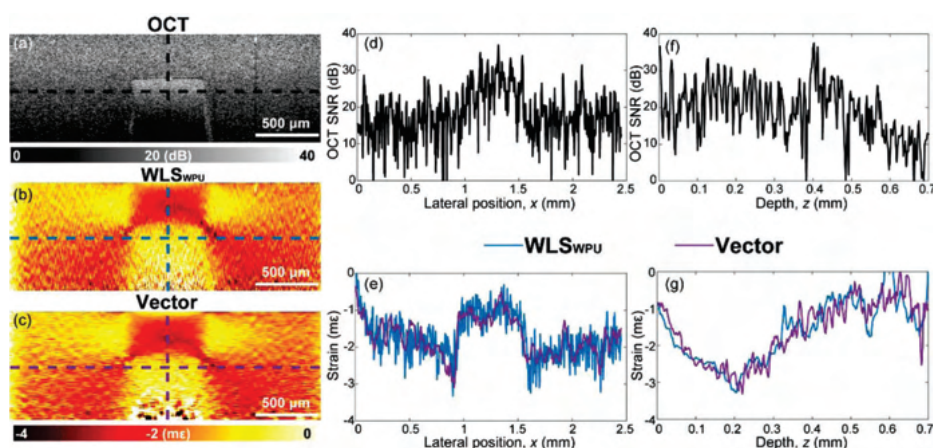 OCT
(a)
500 μm
0 20 (dB) 40
WLSWPU
(b)
500 μm
Vector
(c)
500 μm
-4 -2 (mε) 0
(d)
OCT SNR (dB)
40
30
20
10
0
0 0.5 1.0 1.5 2.0 2.5
Lateral position, x (mm)
(f)
OCT SNR (dB)
40
30
20
10
0
0 0.1 0.2 0.3 0.4 0.5 0.6 0.7
Depth, z (mm)
WLSWPU Vector
(e)
Strain (mε)
0
-1
-2
-3
-4
0 0.5 1.0 1.5 2.0 2.5
Lateral position, x (mm)
(g)
Strain (mε)
0
-1
-2
-3
-4
0 0.1 0.2 0.3 0.4 0.5 0.6 0.7
Depth, z (mm)